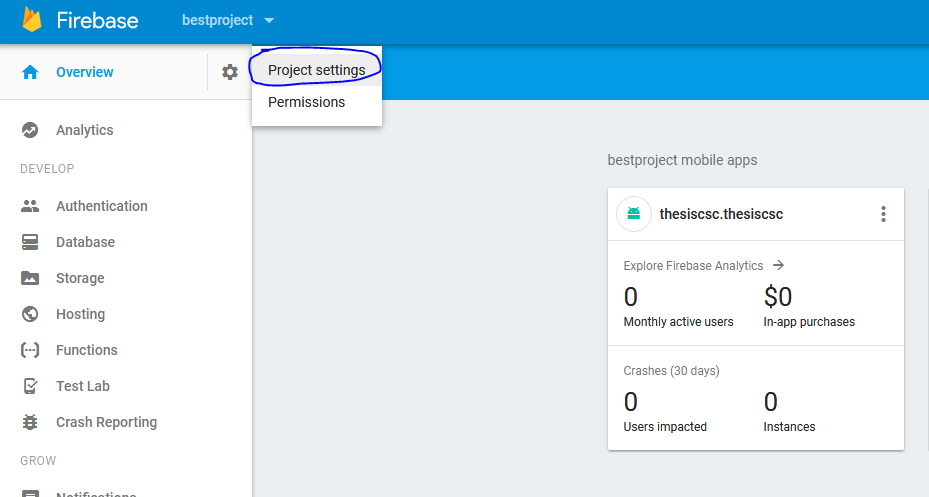 Firebase
bestproject
Overview
Project settings
Permissions
Analytics
DEVELOP
Authentication
Database
Storage
Hosting
Functions
Test Lab
Crash Reporting
GROW
Notifications
bestproject mobile apps
thesiscsc.thesiscsc
Explore Firebase Analytics
0 $0
Monthly active users In-app purchases
Crashes (30 days)
0 0
Users impacted Instances